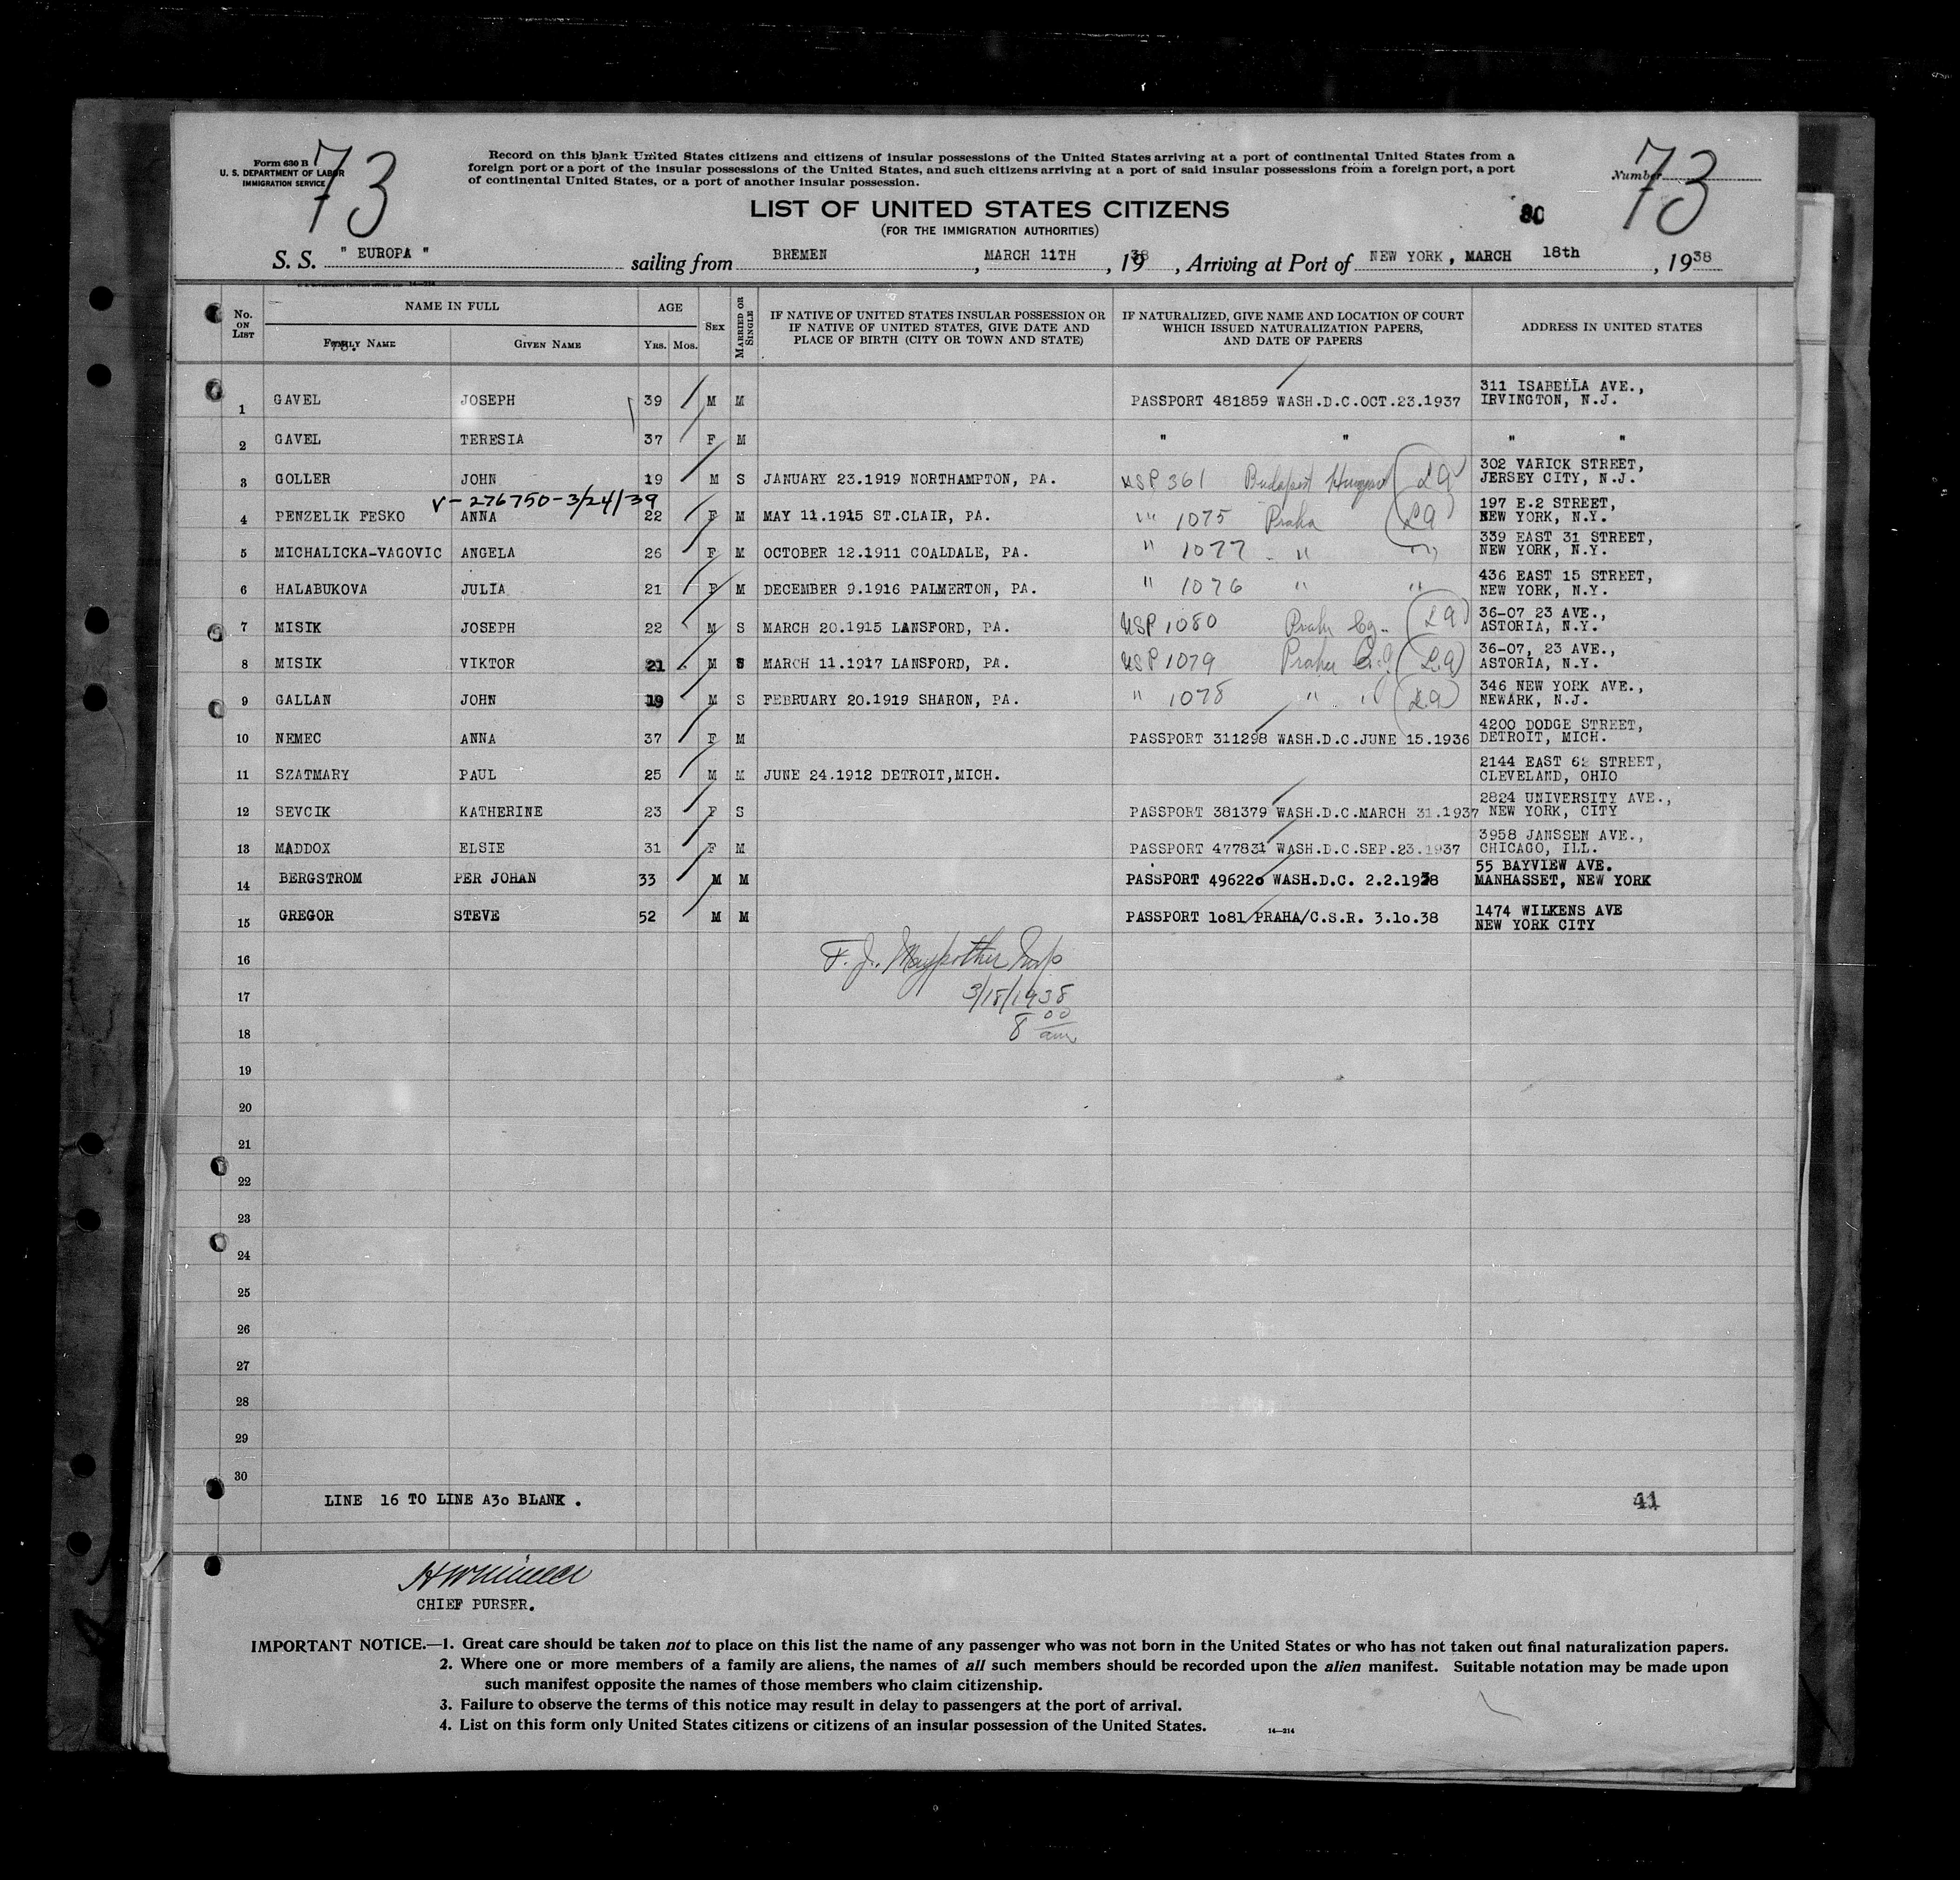 Form 630 B
U. S. DEPARTMENT OF LABOR
IMMIGRATION SERVICE
73
Record on this blank United States citizens and citizens of insular possessions of the United States arriving at a port of continental United States from a
foreign port or a port of the insular possessions of the United States, and such citizens arriving at a port of said insular possessions from a foreign port, a port
of continental United States, or a port of another insular possession.
Number 73
LIST OF UNITED STATES CITIZENS
(FOR THE IMMIGRATION AUTHORITIES)
80
S. S. " EUROPA " sailing from BREMEN, MARCH 11TH, 1938, Arriving at Port of NEW YORK, MARCH 18th, 1938
No. ON LIST
NAME IN FULL
FAMILY NAME
GIVEN NAME
AGE
YRS. MOS.
SEX
MARRIED OR SINGLE
IF NATIVE OF UNITED STATES INSULAR POSSESSION OR
IF NATIVE OF UNITED STATES, GIVE DATE AND
PLACE OF BIRTH (CITY OR TOWN AND STATE)
IF NATURALIZED, GIVE NAME AND LOCATION OF COURT
WHICH ISSUED NATURALIZATION PAPERS,
AND DATE OF PAPERS
ADDRESS IN UNITED STATES
78.
1 GAVEL JOSEPH 39 M M PASSPORT 481859 WASH.D.C.OCT.23.1937 311 ISABELLA AVE.,
IRVINGTON, N.J.
2 GAVEL TERESIA 37 F M " " " "
3 GOLLER JOHN 19 M S JANUARY 23.1919 NORTHAMPTON, PA. USP 361 Budapest Hungary 302 VARICK STREET,
JERSEY CITY, N.J.
V-276750-3/24/39
4 PENZELIK FESKO ANNA 22 F M MAY 11.1915 ST.CLAIR, PA. " 1075 Praha 197 E.2 STREET,
NEW YORK, N.Y.
5 MICHALICKA-VAGOVIC ANGELA 26 F M OCTOBER 12.1911 COALDALE, PA. " 1077 " " 339 EAST 31 STREET,
NEW YORK, N.Y.
6 HALABUKOVA JULIA 21 F M DECEMBER 9.1916 PALMERTON, PA. " 1076 " " 436 EAST 15 STREET,
NEW YORK, N.Y.
7 MISIK JOSEPH 22 M S MARCH 20.1915 LANSFORD, PA. USP 1080 36-07 23 AVE.,
ASTORIA, N.Y.
8 MISIK VIKTOR 21 M S MARCH 11.1917 LANSFORD, PA. USP 1079 36-07, 23 AVE.,
ASTORIA, N.Y.
9 GALLAN JOHN 19 M S FEBRUARY 20.1919 SHARON, PA. " 1078 " " 346 NEW YORK AVE.,
NEWARK, N.J.
10 NEMEC ANNA 37 F M PASSPORT 311298 WASH.D.C.JUNE 15.1936 4200 DODGE STREET,
DETROIT, MICH.
11 SZATMARY PAUL 25 M M JUNE 24.1912 DETROIT,MICH. 2144 EAST 62 STREET,
CLEVELAND, OHIO
12 SEVCIK KATHERINE 23 F S PASSPORT 381379 WASH.D.C.MARCH 31.1937 2824 UNIVERSITY AVE.,
NEW YORK, CITY
13 MADDOX ELSIE 31 F M PASSPORT 477831 WASH.D.C.SEP.23.1937 3958 JANSSEN AVE.,
CHICAGO, ILL.
14 BERGSTROM PER JOHAN 33 M M PASSPORT 496220 WASH.D.C. 2.2.1938 55 BAYVIEW AVE.
MANHASSET, NEW YORK
15 GREGOR STEVE 52 M M PASSPORT 1o81 PRAHA/C.S.R. 3.1o.38 1474 WILKENS AVE
NEW YORK CITY
16 F. J.
17 3/18/1938
18 8 00 am
19
20
21
22
23
24
25
26
27
28
29
30
LINE 16 TO LINE A3o BLANK .
41
CHIEF PURSER.
IMPORTANT NOTICE.—1. Great care should be taken not to place on this list the name of any passenger who was not born in the United States or who has not taken out final naturalization papers.
2. Where one or more members of a family are aliens, the names of all such members should be recorded upon the alien manifest. Suitable notation may be made upon
such manifest opposite the names of those members who claim citizenship.
3. Failure to observe the terms of this notice may result in delay to passengers at the port of arrival.
4. List on this form only United States citizens or citizens of an insular possession of the United States.
14—214